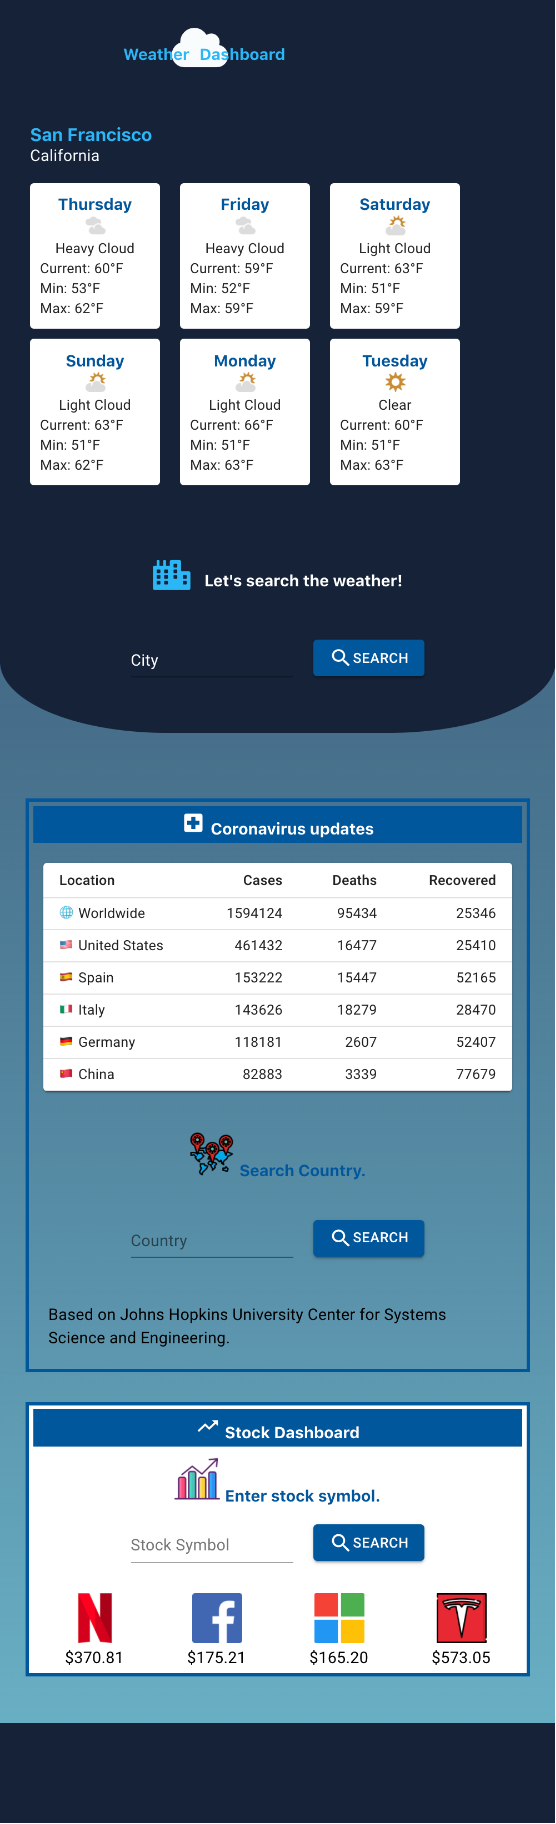 Weather Dashboard
San Francisco
California
Thursday
Heavy Cloud
Current: 60°F
Min: 53°F
Max: 62°F
Friday
Heavy Cloud
Current: 59°F
Min: 52°F
Max: 59°F
Saturday
Light Cloud
Current: 63°F
Min: 51°F
Max: 59°F
Sunday
Light Cloud
Current: 63°F
Min: 51°F
Max: 62°F
Monday
Light Cloud
Current: 66°F
Min: 51°F
Max: 63°F
Tuesday
Clear
Current: 60°F
Min: 51°F
Max: 63°F
Let's search the weather!
City SEARCH
Coronavirus updates
Location Cases Deaths Recovered
Worldwide 1594124 95434 25346
United States 461432 16477 25410
Spain 153222 15447 52165
Italy 143626 18279 28470
Germany 118181 2607 52407
China 82883 3339 77679
Search Country.
Country SEARCH
Based on Johns Hopkins University Center for Systems
Science and Engineering.
Stock Dashboard
Enter stock symbol.
Stock Symbol SEARCH
$370.81 $175.21 $165.20 $573.05